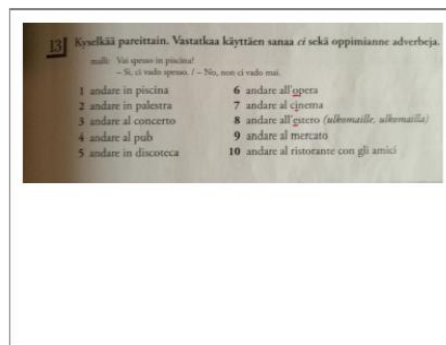 13 Kyselkää pareittain. Vastatkaa käyttäen sanaa ci sekä oppimianne adverbeja.
malli: Vai spesso in piscina?
– Sì, ci vado spesso. / – No, non ci vado mai.
1 andare in piscina
2 andare in palestra
3 andare al concerto
4 andare al pub
5 andare in discoteca
6 andare all'opera
7 andare al cinema
8 andare all'estero (ulkomaille, ulkomailla)
9 andare al mercato
10 andare al ristorante con gli amici